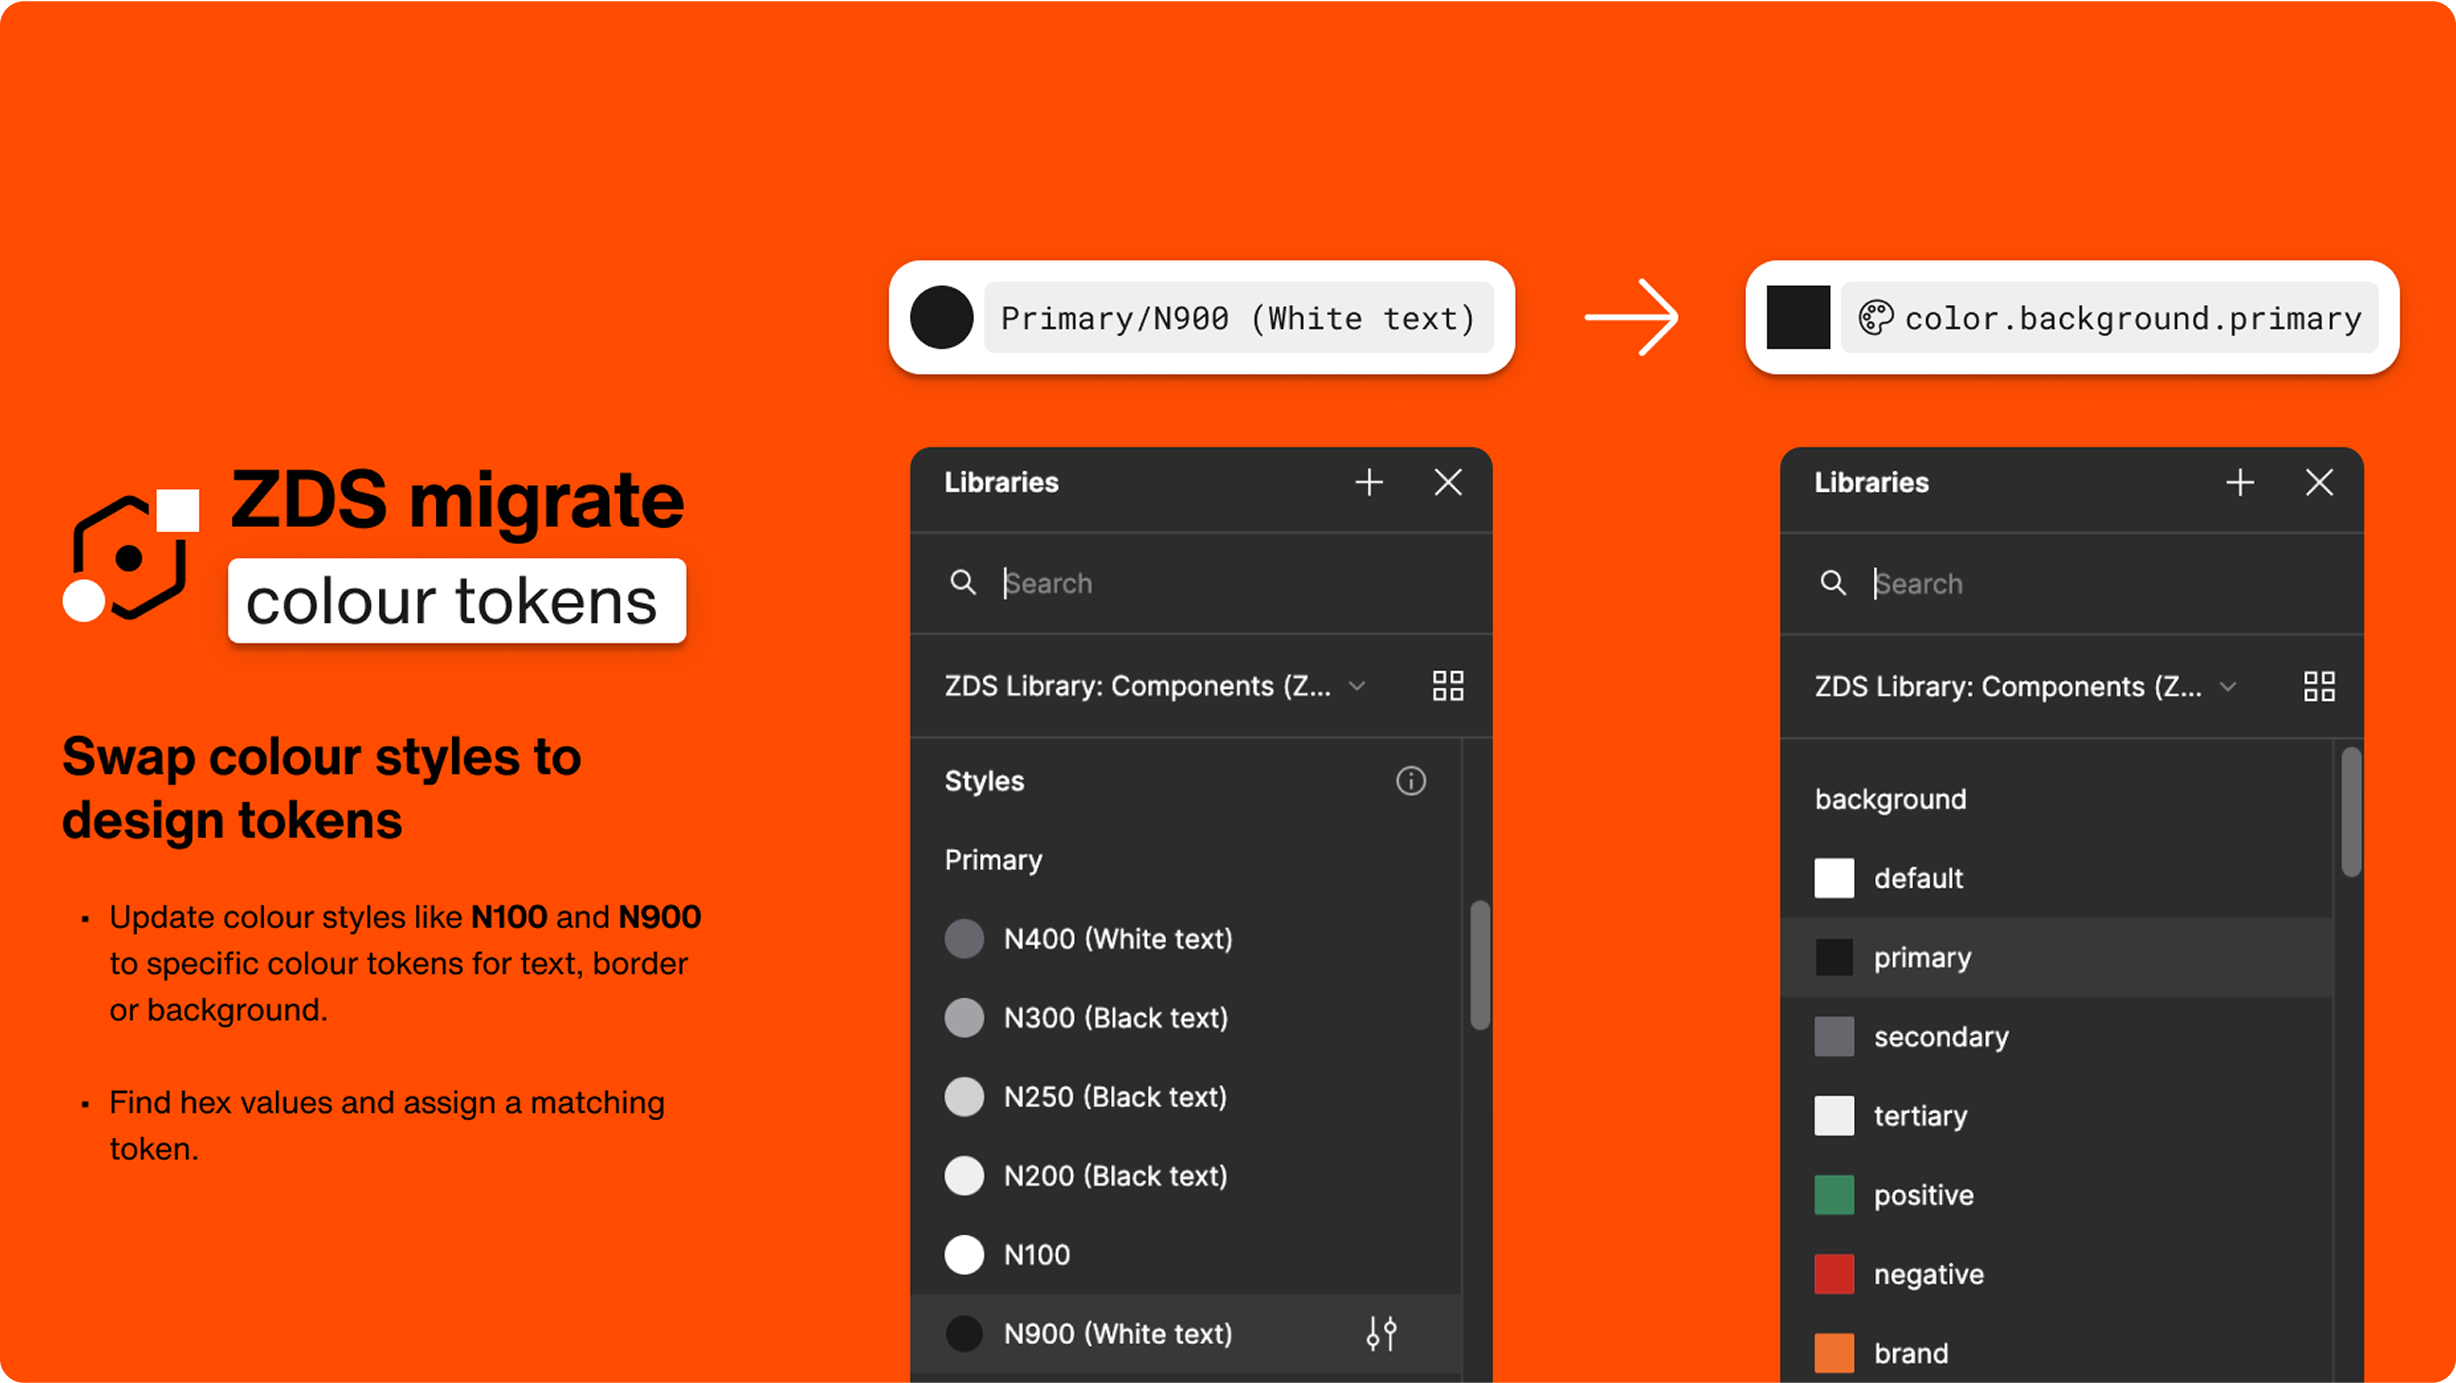 ZDS migrate
colour tokens
Swap colour styles to
design tokens
▪ Update colour styles like N100 and N900
to specific colour tokens for text, border
or background.
▪ Find hex values and assign a matching
token.
Primary/N900 (White text)
color.background.primary
Libraries
Search
ZDS Library: Components (Z...
Styles
Primary
N400 (White text)
N300 (Black text)
N250 (Black text)
N200 (Black text)
N100
N900 (White text)
Libraries
Search
ZDS Library: Components (Z...
background
default
primary
secondary
tertiary
positive
negative
brand